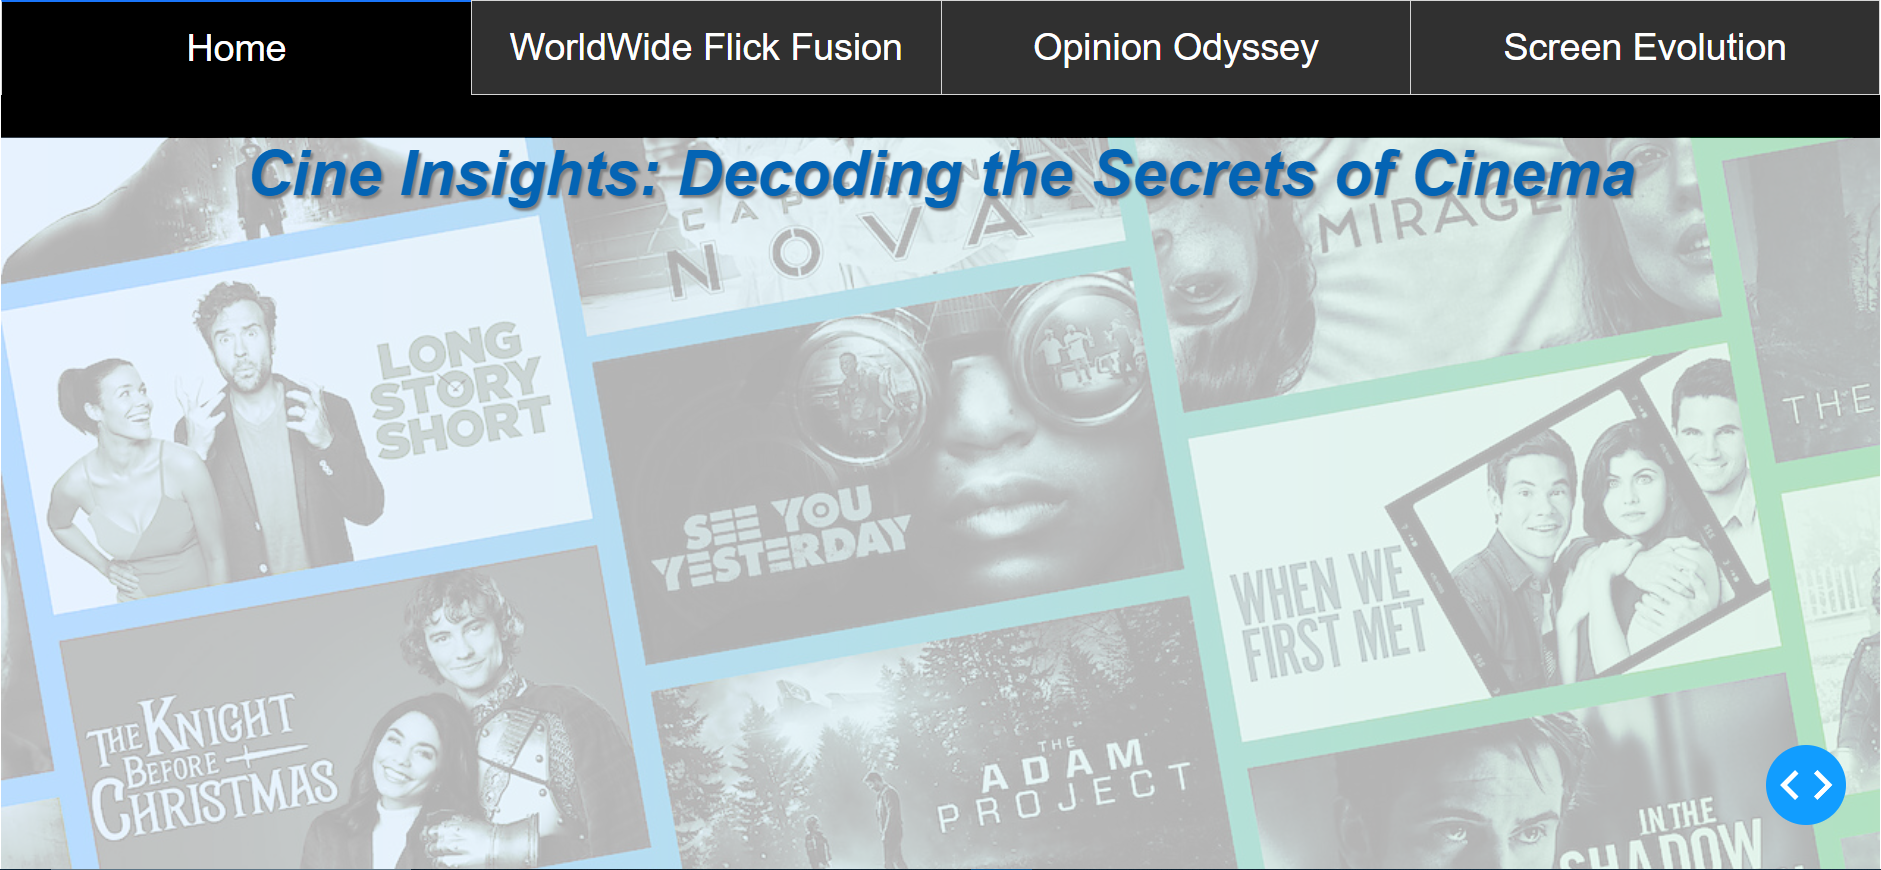 Home
WorldWide Flick Fusion
Opinion Odyssey
Screen Evolution
Cine Insights: Decoding the Secrets of Cinema
NOVA
MIRAGE
LONG
STORY
SHORT
THE
SEE YOU
YESTERDAY
WHEN WE
FIRST MET
THE KNIGHT
BEFORE
CHRISTMAS
THE
ADAM
PROJECT
IN THE
SHADOW